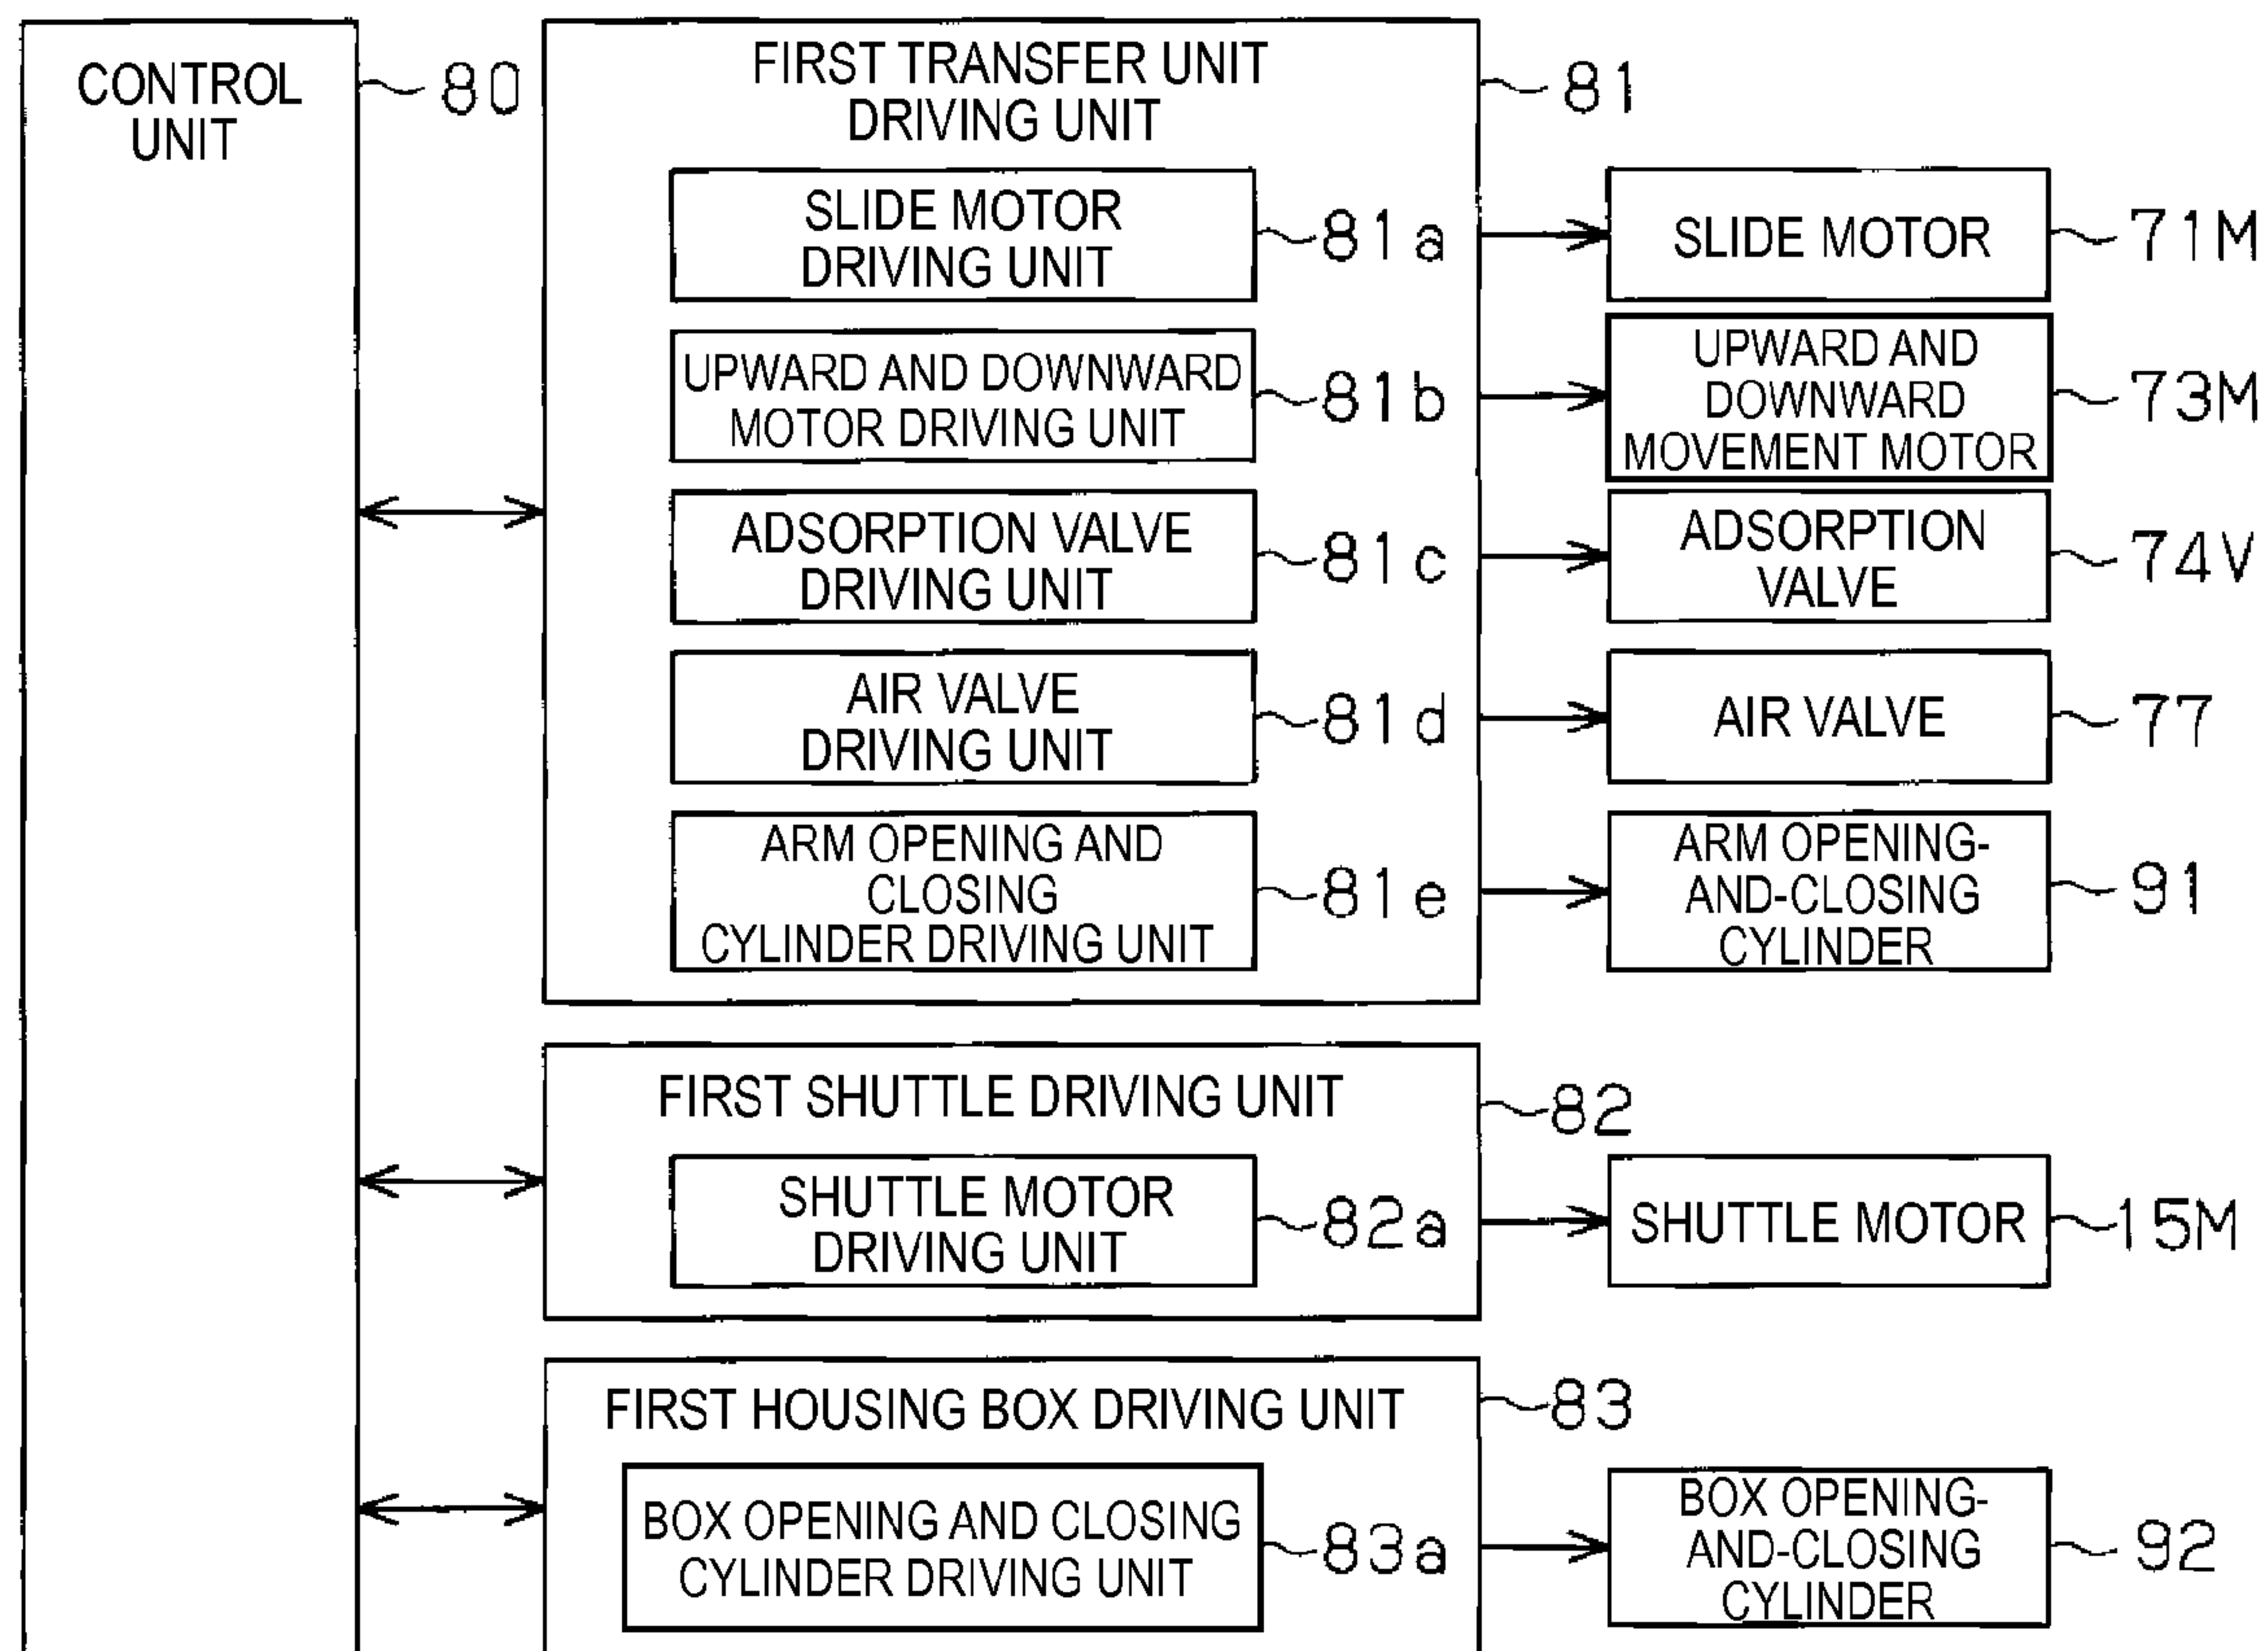 CONTROL
UNIT
80
FIRST TRANSFER UNIT
DRIVING UNIT
81
SLIDE MOTOR
DRIVING UNIT
81a
SLIDE MOTOR
71M
UPWARD AND DOWNWARD
MOTOR DRIVING UNIT
81b
UPWARD AND
DOWNWARD
MOVEMENT MOTOR
73M
ADSORPTION VALVE
DRIVING UNIT
81c
ADSORPTION
VALVE
74V
AIR VALVE
DRIVING UNIT
81d
AIR VALVE
77
ARM OPENING AND
CLOSING
CYLINDER DRIVING UNIT
81e
ARM OPENING-
AND-CLOSING
CYLINDER
91
FIRST SHUTTLE DRIVING UNIT
82
SHUTTLE MOTOR
DRIVING UNIT
82a
SHUTTLE MOTOR
15M
FIRST HOUSING BOX DRIVING UNIT
83
BOX OPENING AND CLOSING
CYLINDER DRIVING UNIT
83a
BOX OPENING-
AND-CLOSING
CYLINDER
92